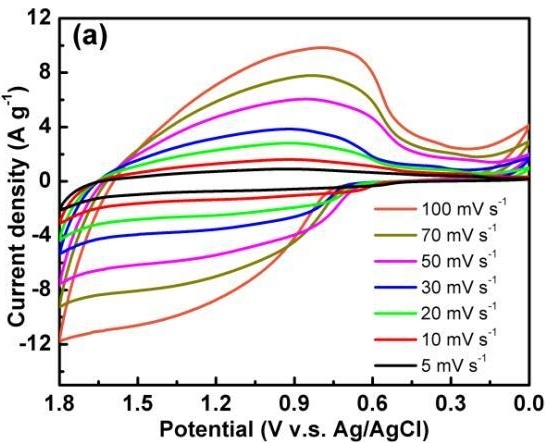 (a)
Current density (A g⁻¹)
12
8
4
0
-4
-8
-12
100 mV s⁻¹
70 mV s⁻¹
50 mV s⁻¹
30 mV s⁻¹
20 mV s⁻¹
10 mV s⁻¹
5 mV s⁻¹
1.8 1.5 1.2 0.9 0.6 0.3 0.0
Potential (V v.s. Ag/AgCl)